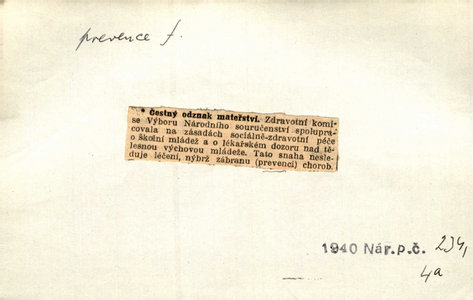 prevence f.
* Čestný odznak mateřství. Zdravotní komi-
se Výboru Národního souručenství spolupra-
covala na zásadách sociálně-zdravotní péče
o školní mládež a o lékařském dozoru nad tě-
lesnou výchovou mládeže. Tato snaha nesle-
duje léčení, nýbrž zábranu (prevenci) chorob.
1940 Nár.p.č. 234,
4a